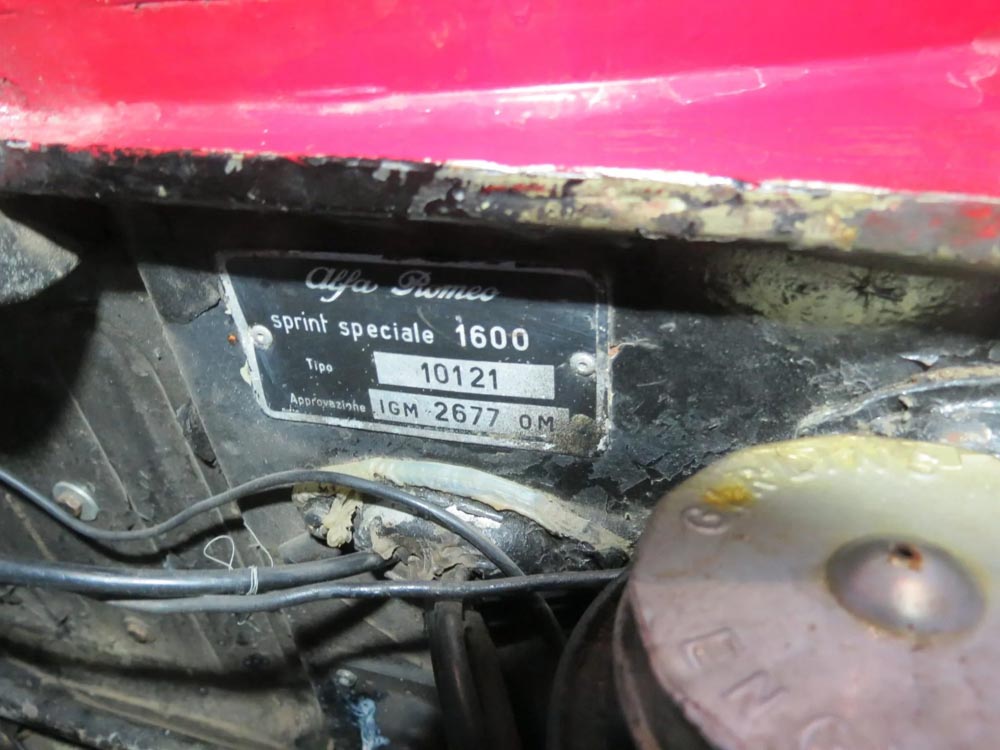 Alfa Romeo
sprint speciale 1600
Tipo 10121
Approvazione IGM 2677 OM